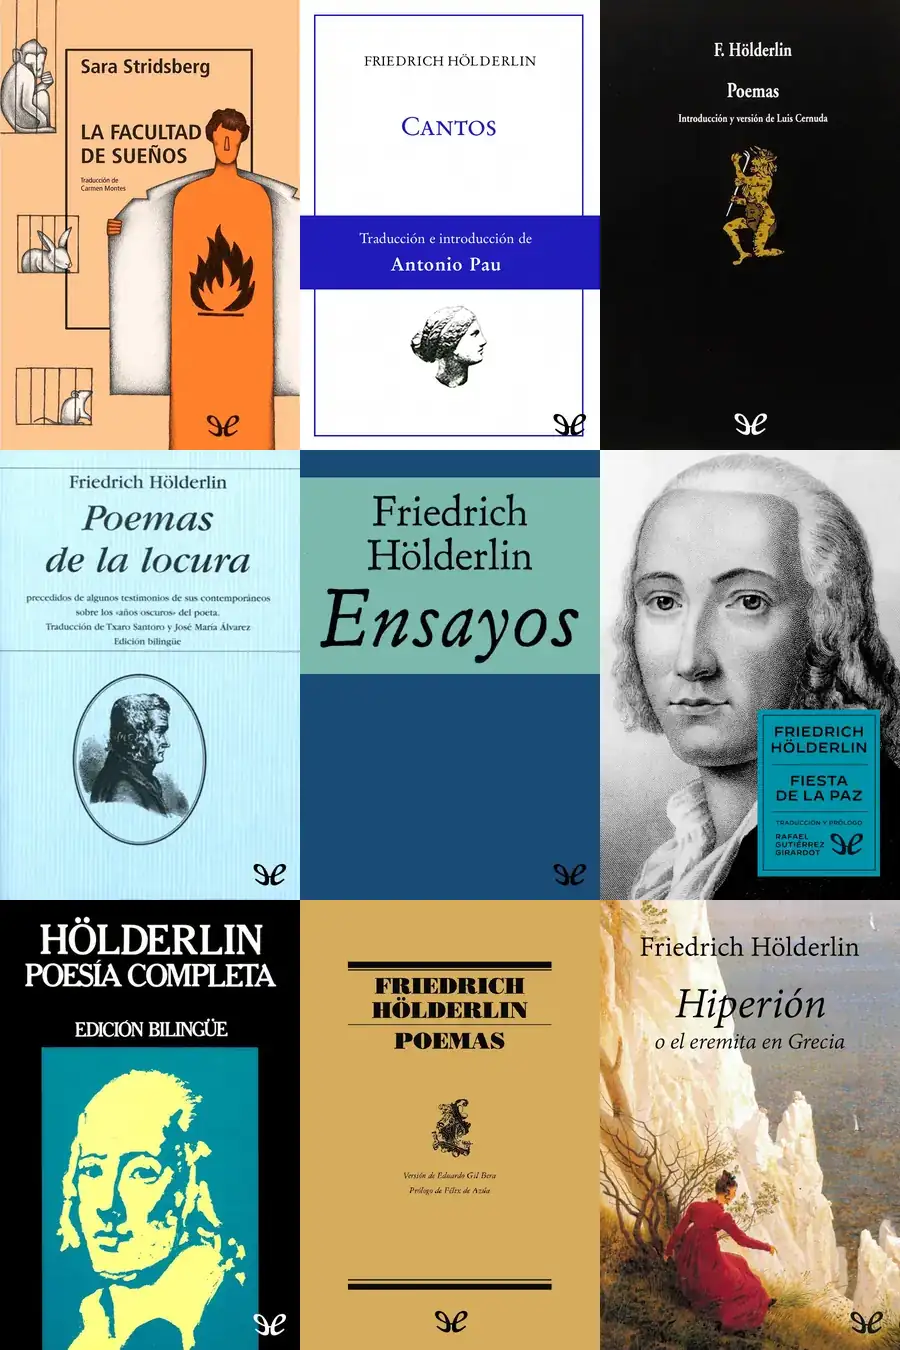 Sara Stridsberg
LA FACULTAD
DE SUEÑOS
Traducción de
Carmen Montes
FRIEDRICH HÖLDERLIN
CANTOS
Traducción e introducción de
Antonio Pau
F. Hölderlin
Poemas
Introducción y versión de Luis Cernuda
Friedrich Hölderlin
Poemas
de la locura
precedidos de algunos testimonios de sus contemporáneos
sobre los «años oscuros» del poeta.
Traducción de Txaro Santoro y José María Álvarez
Edición bilingüe
Friedrich
Hölderlin
Ensayos
FRIEDRICH
HÖLDERLIN
FIESTA
DE LA PAZ
TRADUCCIÓN Y PRÓLOGO
RAFAEL
GUTIÉRREZ
GIRARDOT
HÖLDERLIN
POESÍA COMPLETA
EDICIÓN BILINGÜE
FRIEDRICH
HÖLDERLIN
POEMAS
Versión de Eduardo Gil Bera
Prólogo de Félix de Azúa
Friedrich Hölderlin
Hiperión
o el eremita en Grecia